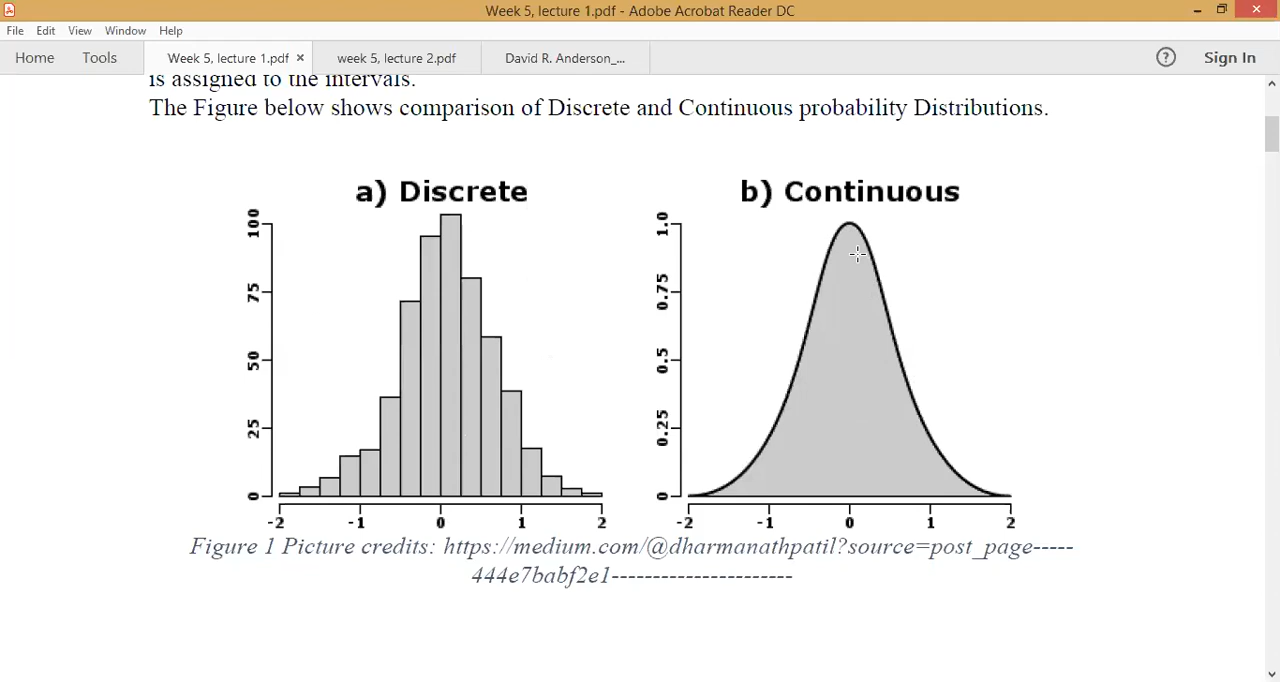 Week 5, lecture 1.pdf - Adobe Acrobat Reader DC
File Edit View Window Help
Home Tools Week 5, lecture 1.pdf × week 5, lecture 2.pdf David R. Anderson_... ? Sign In
is assigned to the intervals.
The Figure below shows comparison of Discrete and Continuous probability Distributions.
a) Discrete
100
75
50
25
0
-2 -1 0 1 2
b) Continuous
1.0
0.75
0.5
0.25
0
-2 -1 0 1 2
Figure 1 Picture credits: https://medium.com/@dharmanathpatil?source=post_page-----
444e7babf2e1----------------------